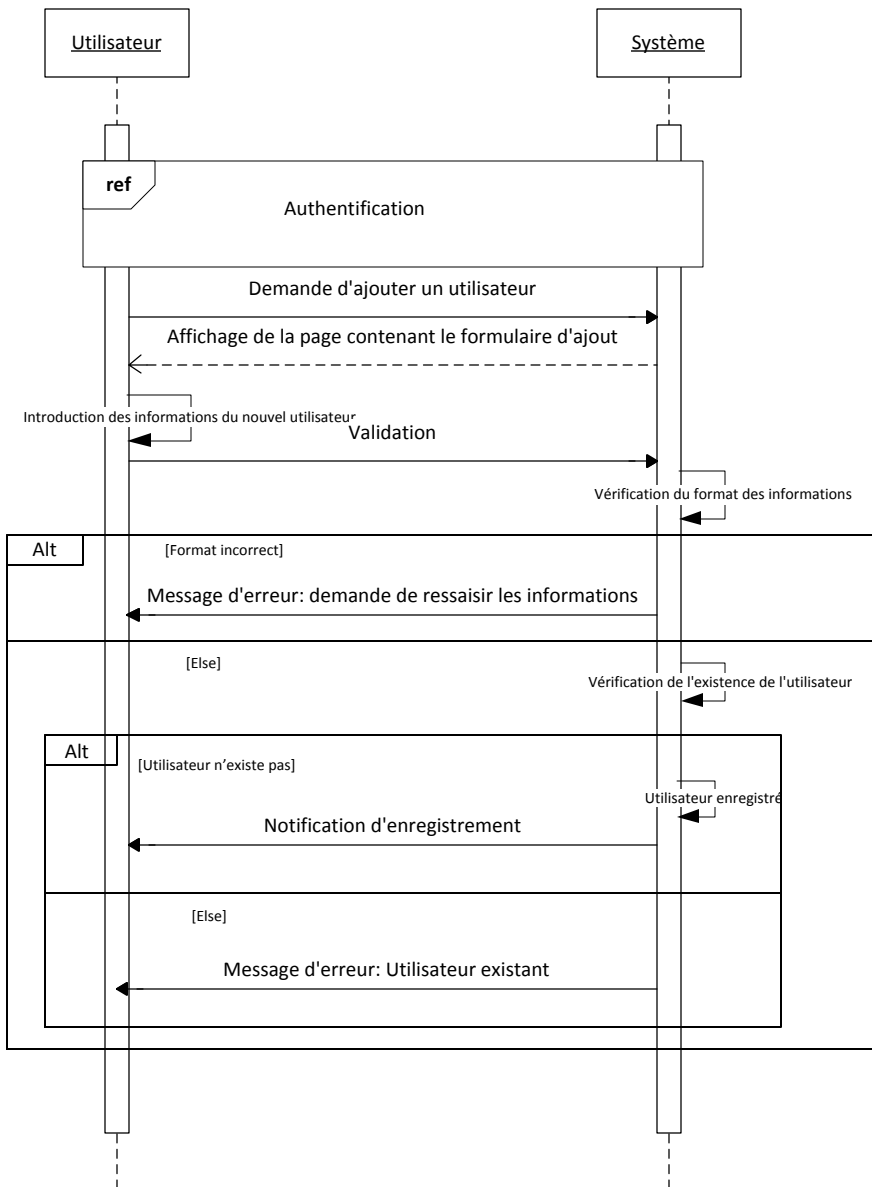 Utilisateur
Système
ref
Authentification
Demande d'ajouter un utilisateur
Affichage de la page contenant le formulaire d'ajout
Introduction des informations du nouvel utilisateur
Validation
Vérification du format des informations
Alt
[Format incorrect]
Message d'erreur: demande de ressaisir les informations
[Else]
Vérification de l'existence de l'utilisateur
Alt
[Utilisateur n’existe pas]
Utilisateur enregistré
Notification d'enregistrement
[Else]
Message d'erreur: Utilisateur existant